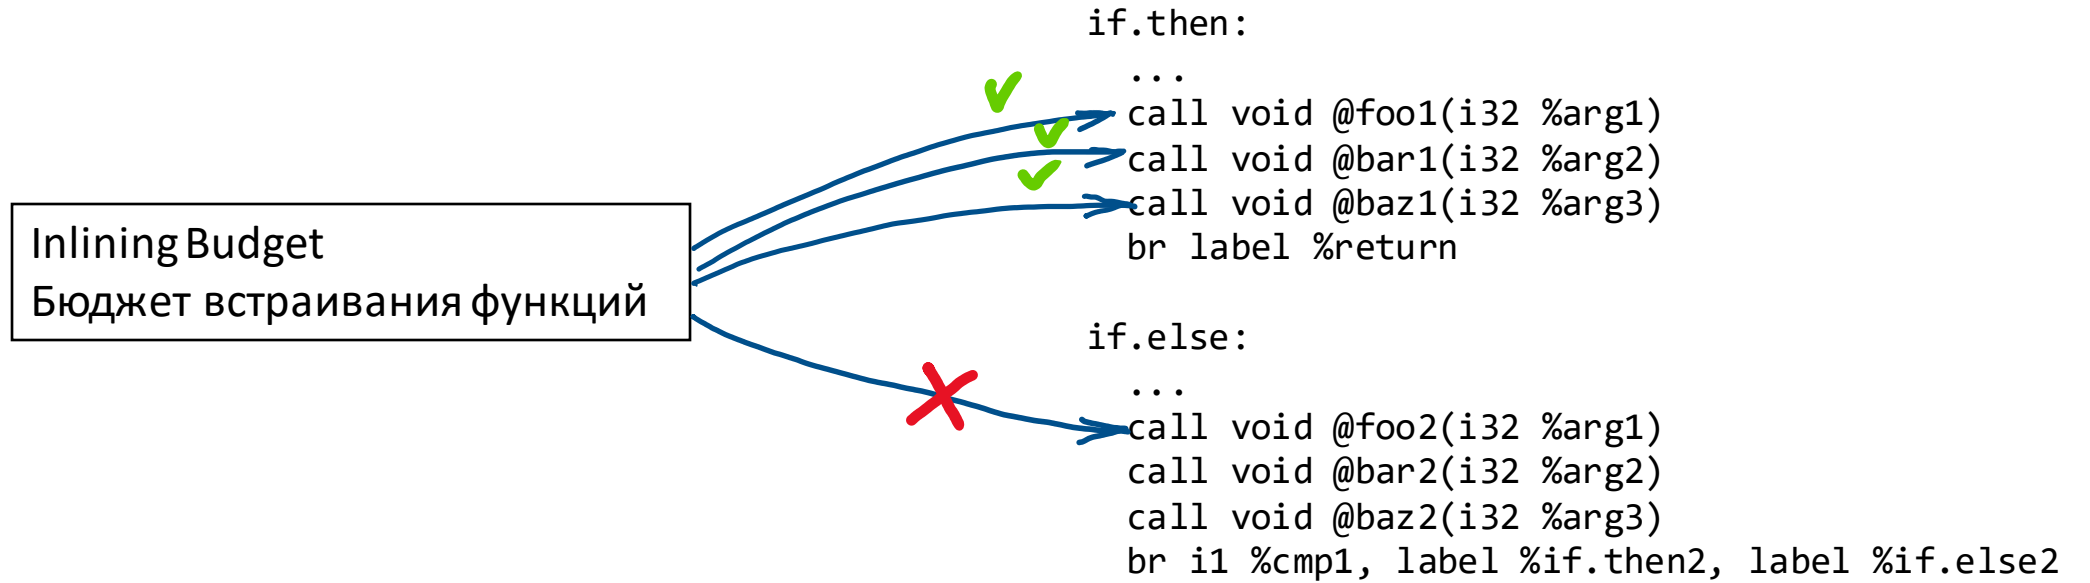 Inlining Budget
Бюджет встраивания функций
if.then:
...
call void @foo1(i32 %arg1)
call void @bar1(i32 %arg2)
call void @baz1(i32 %arg3)
br label %return
if.else:
...
call void @foo2(i32 %arg1)
call void @bar2(i32 %arg2)
call void @baz2(i32 %arg3)
br i1 %cmp1, label %if.then2, label %if.else2